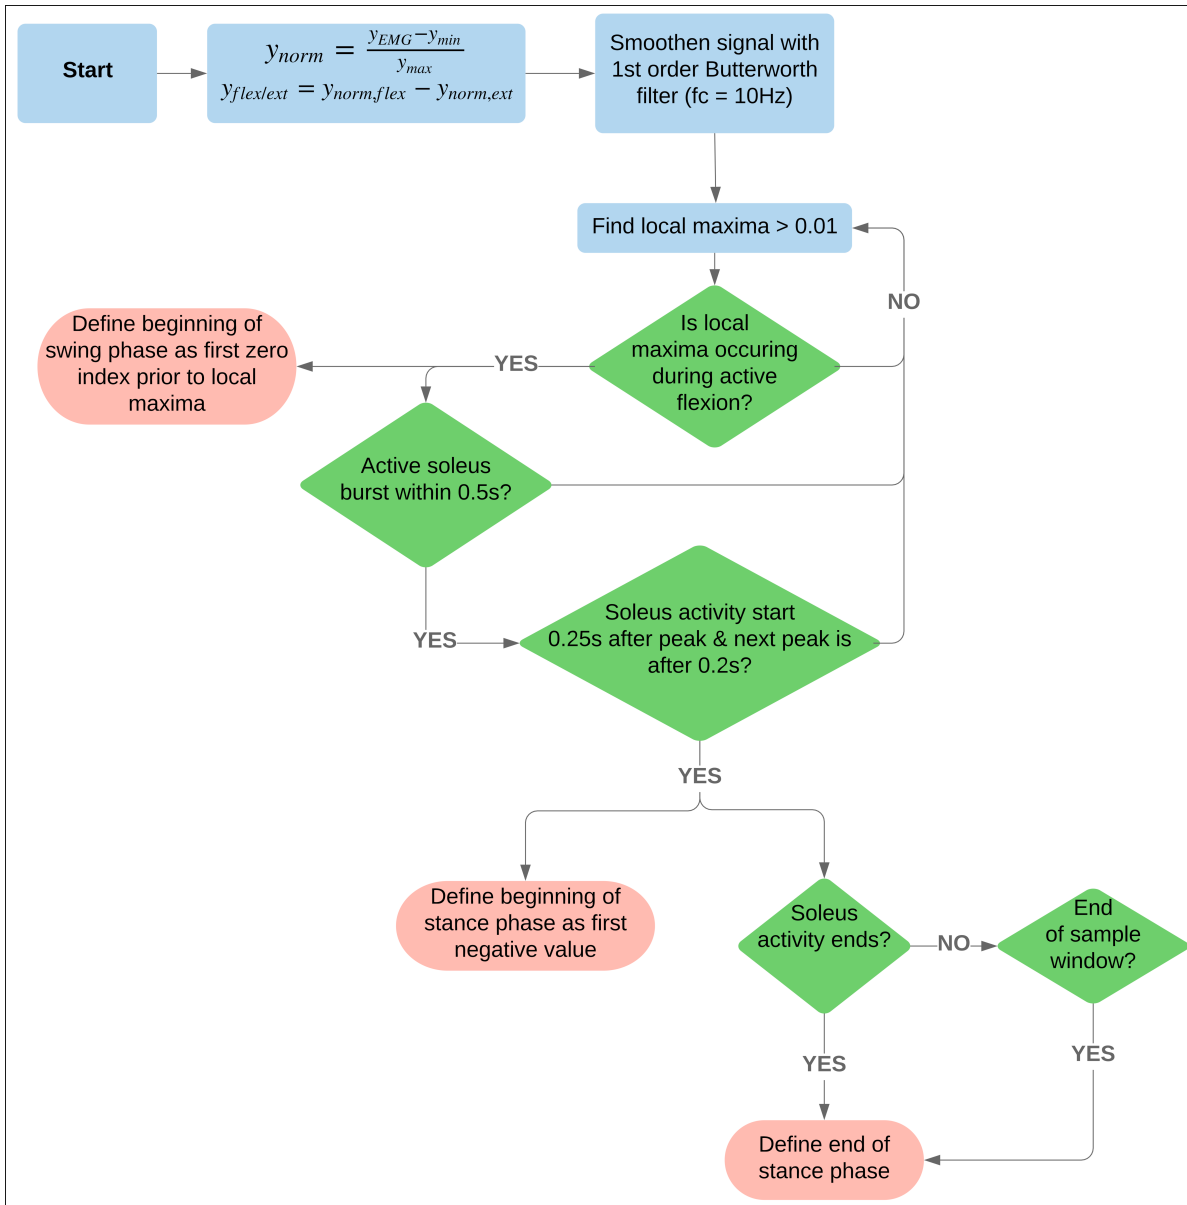 Start
y_norm = (y_EMG−y_min)/y_max
y_flex/ext = y_norm,flex − y_norm,ext
Smoothen signal with
1st order Butterworth
filter (fc = 10Hz)
Find local maxima > 0.01
NO
Is local
maxima occuring
during active
flexion?
YES
Define beginning of
swing phase as first zero
index prior to local
maxima
Active soleus
burst within 0.5s?
YES
Soleus activity start
0.25s after peak & next peak is
after 0.2s?
YES
Define beginning of
stance phase as first
negative value
Soleus
activity ends?
NO
End
of sample
window?
YES
YES
Define end of
stance phase